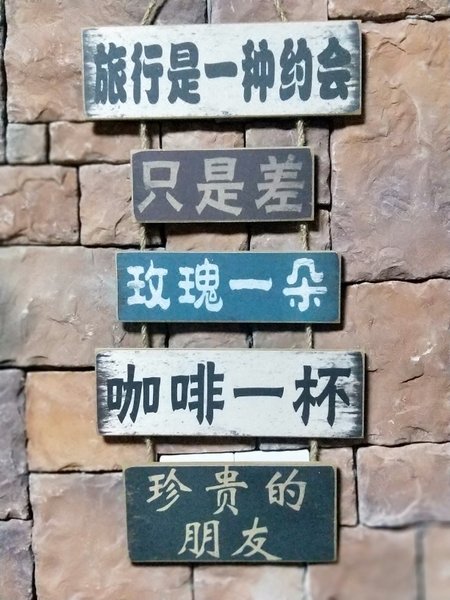 旅行是一种约会
只是差
玫瑰一朵
咖啡一杯
珍贵的
朋友